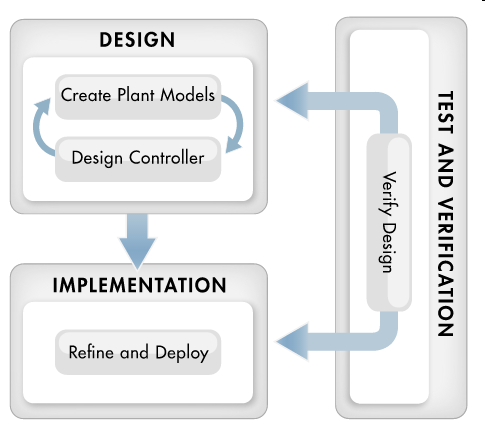 DESIGN
Create Plant Models
Design Controller
IMPLEMENTATION
Refine and Deploy
Verify Design
TEST AND VERIFICATION